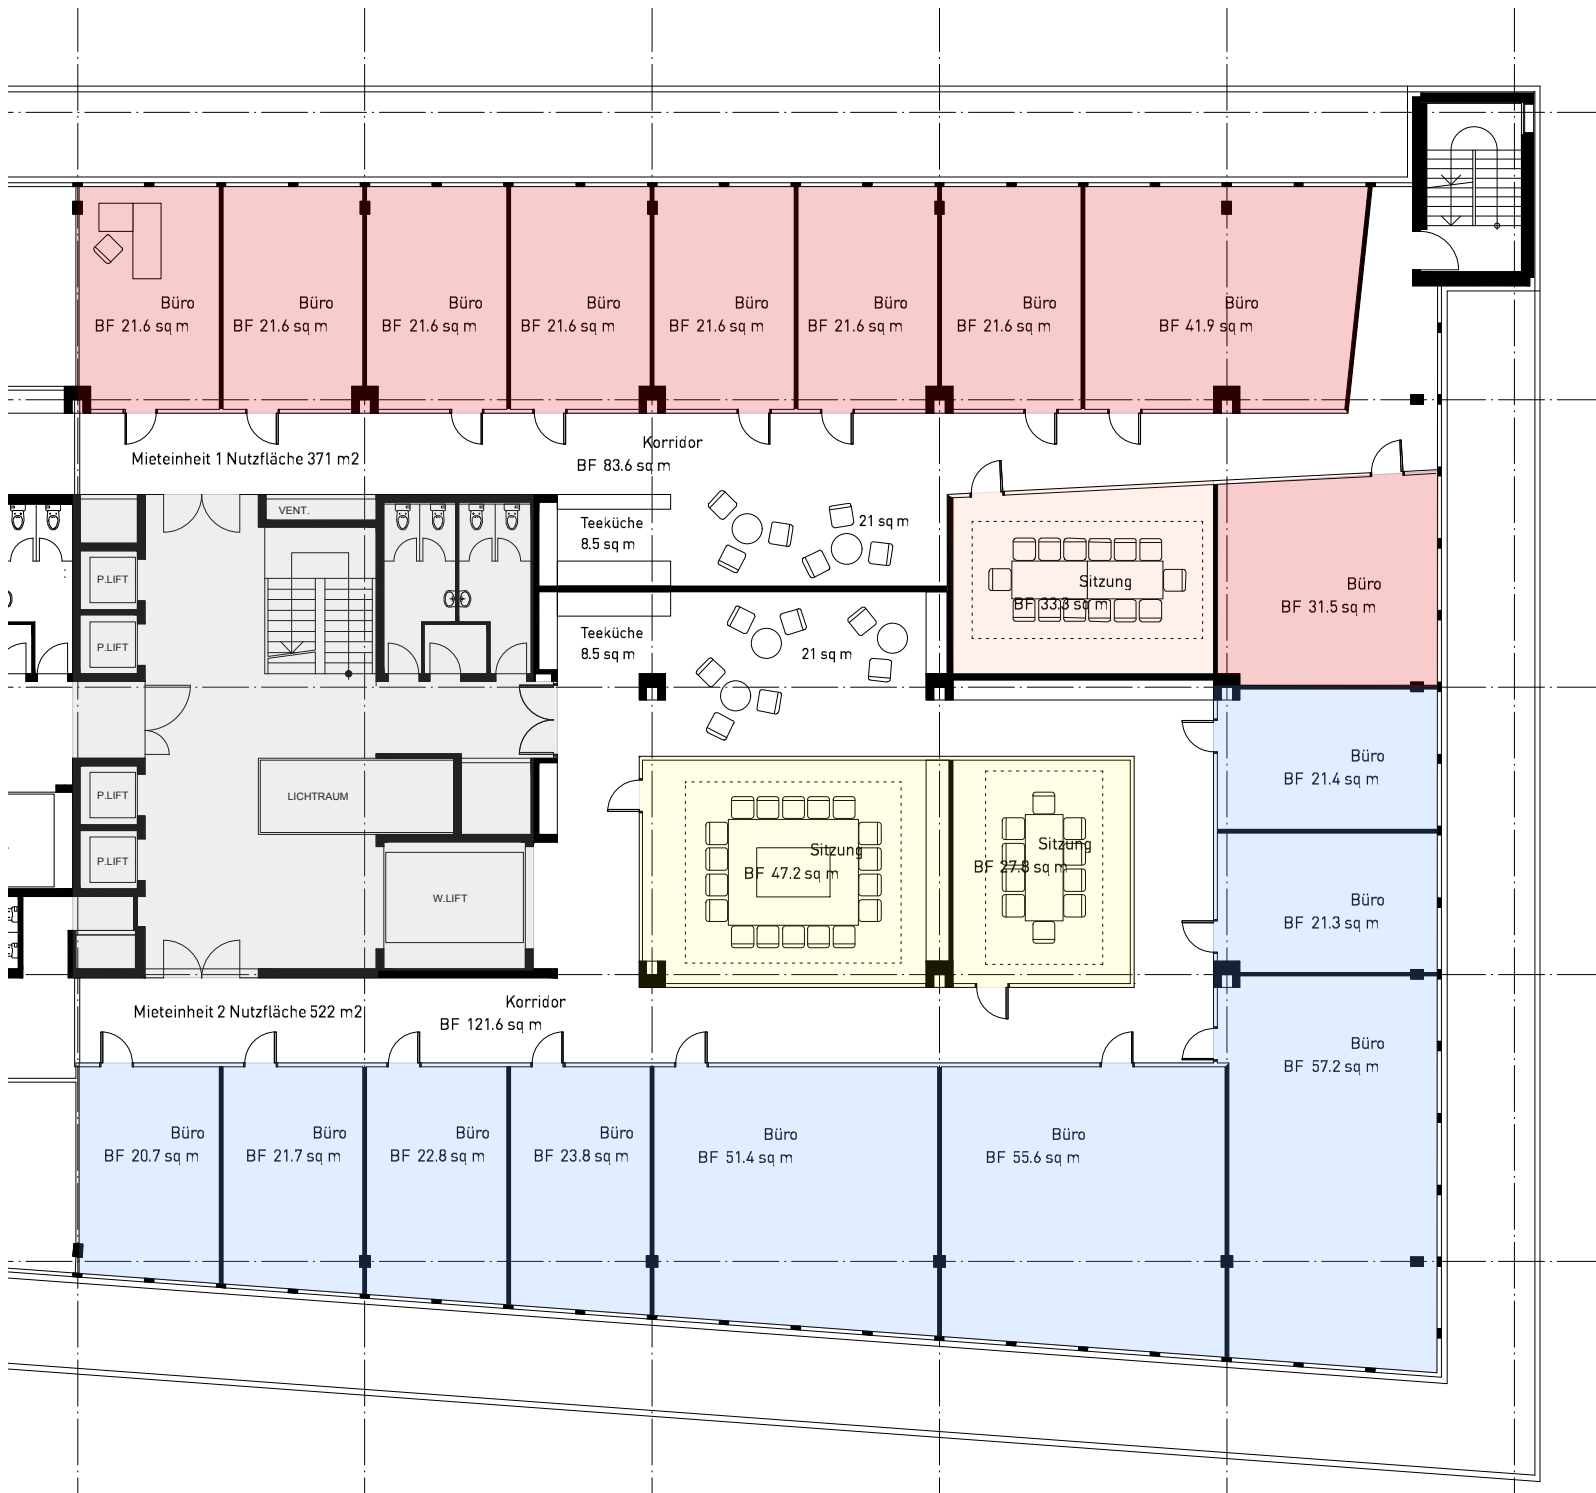 Büro
BF 21.6 sq m
Büro
BF 21.6 sq m
Büro
BF 21.6 sq m
Büro
BF 21.6 sq m
Büro
BF 21.6 sq m
Büro
BF 21.6 sq m
Büro
BF 21.6 sq m
Büro
BF 41.9 sq m
Mieteinheit 1 Nutzfläche 371 m2
Korridor
BF 83.6 sq m
VENT.
Teeküche
8.5 sq m
21 sq m
P.LIFT
Sitzung
BF 33.3 sq m
Büro
BF 31.5 sq m
P.LIFT
Teeküche
8.5 sq m
21 sq m
Büro
BF 21.4 sq m
P.LIFT
LICHTRAUM
P.LIFT
Sitzung
BF 47.2 sq m
Sitzung
BF 27.8 sq m
W.LIFT
Büro
BF 21.3 sq m
Mieteinheit 2 Nutzfläche 522 m2
Korridor
BF 121.6 sq m
Büro
BF 57.2 sq m
Büro
BF 20.7 sq m
Büro
BF 21.7 sq m
Büro
BF 22.8 sq m
Büro
BF 23.8 sq m
Büro
BF 51.4 sq m
Büro
BF 55.6 sq m